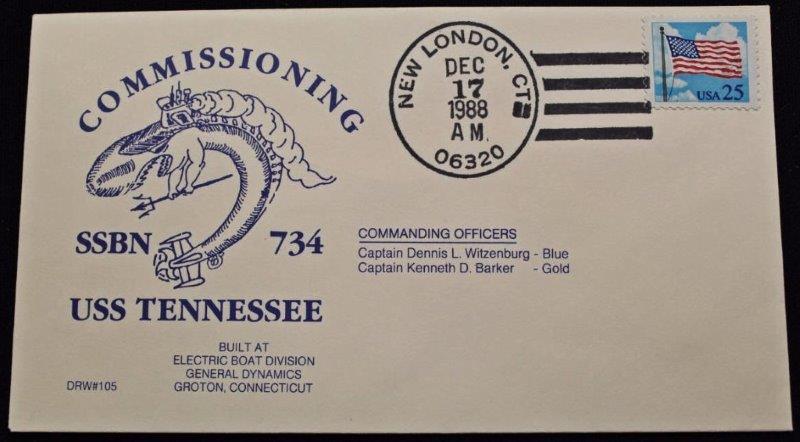 COMMISSIONING
SSBN 734
USS TENNESSEE
BUILT AT
ELECTRIC BOAT DIVISION
GENERAL DYNAMICS
GROTON, CONNECTICUT
DRW#105
NEW LONDON, CT
DEC
17
1988
A M.
06320
USA 25
COMMANDING OFFICERS
Captain Dennis L. Witzenburg - Blue
Captain Kenneth D. Barker - Gold